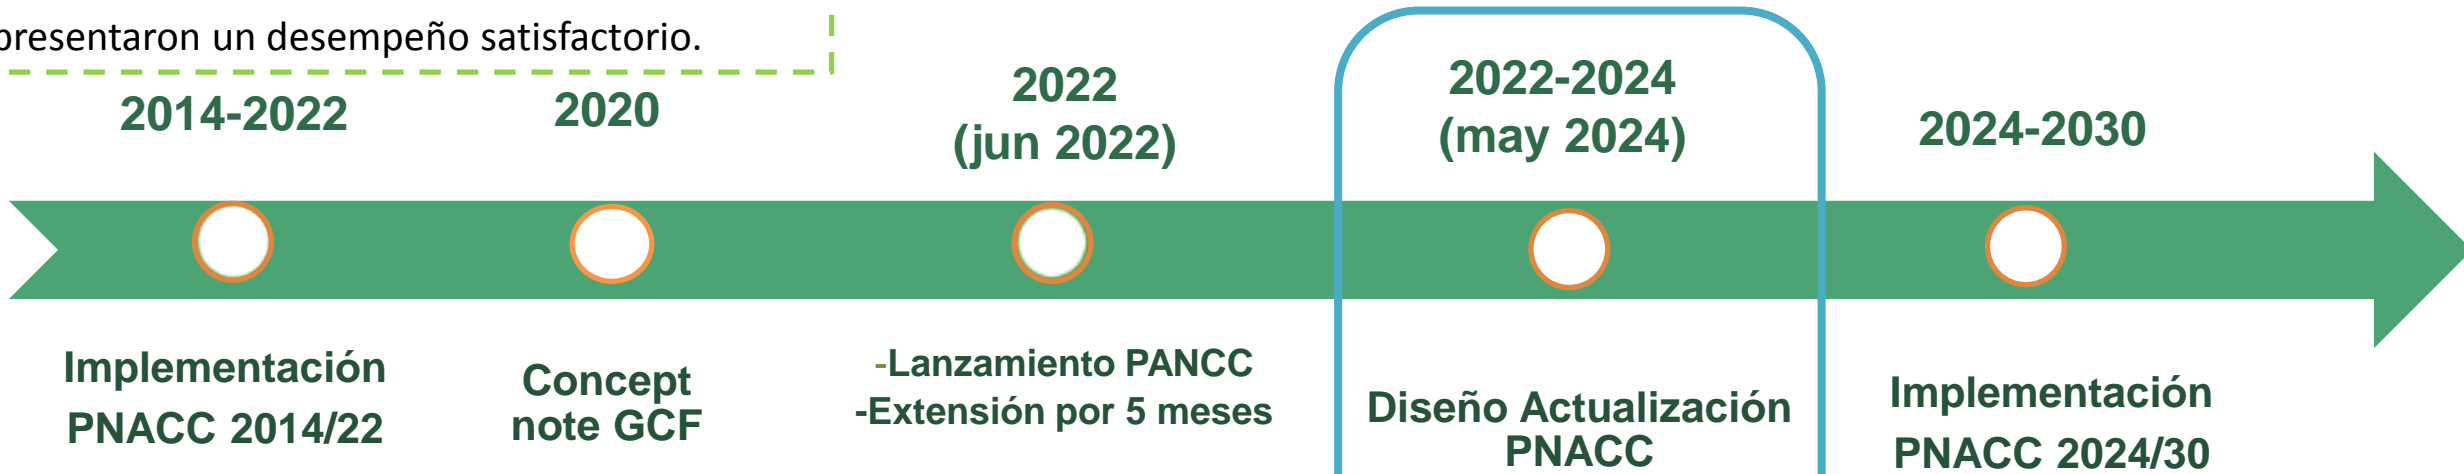 presentaron un desempeño satisfactorio.
2014-2022
2020
2022
(jun 2022)
2022-2024
(may 2024)
2024-2030
Implementación
PNACC 2014/22
Concept
note GCF
-Lanzamiento PANCC
-Extensión por 5 meses
Diseño Actualización
PNACC
Implementación
PNACC 2024/30